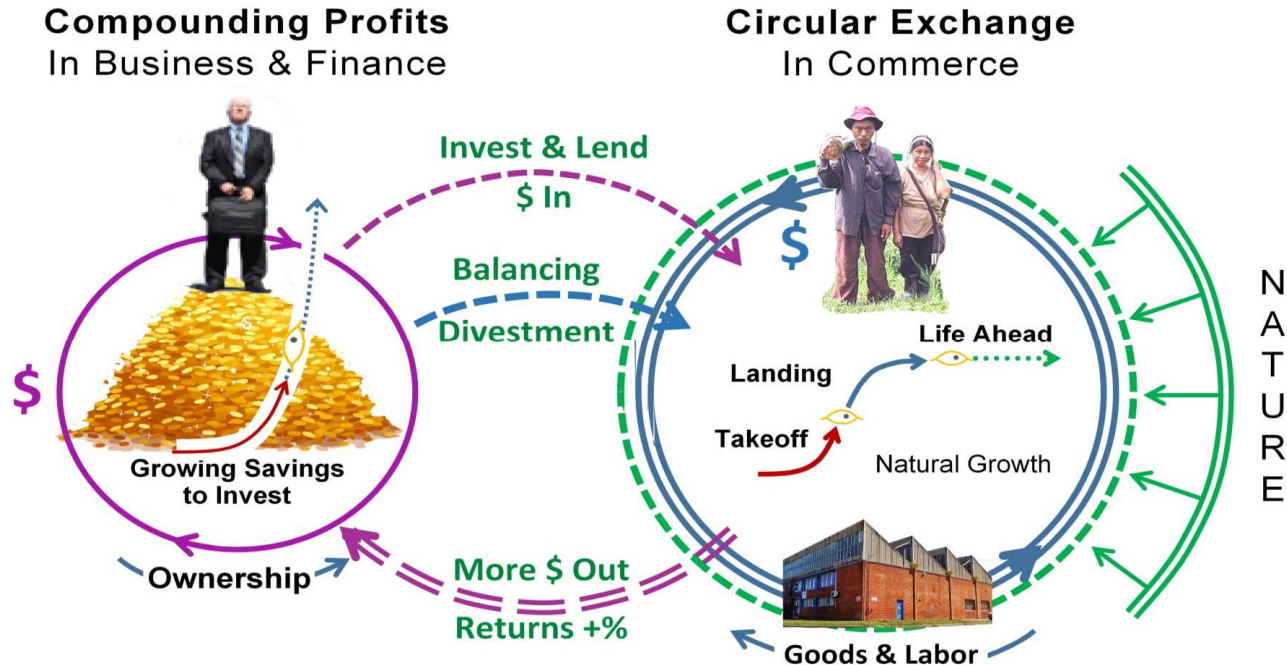 Compounding Profits
In Business & Finance
Circular Exchange
In Commerce
Invest & Lend
$ In
$
Balancing
Divestment
$
Growing Savings
to Invest
Ownership
More $ Out
Returns +%
Life Ahead
Landing
Takeoff
Natural Growth
Goods & Labor
NATURE